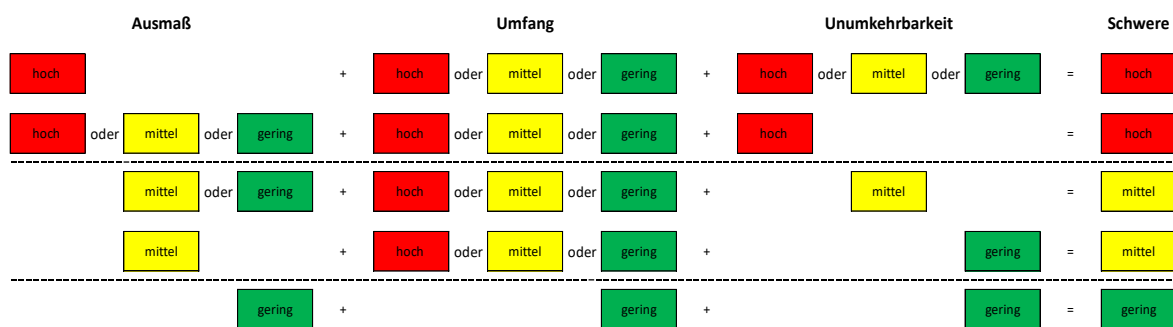 Ausmaß Umfang Unumkehrbarkeit Schwere
hoch + hoch oder mittel oder gering + hoch oder mittel oder gering = hoch
hoch oder mittel oder gering + hoch oder mittel oder gering + hoch = hoch
mittel oder gering + hoch oder mittel oder gering + mittel = mittel
mittel + hoch oder mittel oder gering + gering = mittel
gering + gering + gering = gering